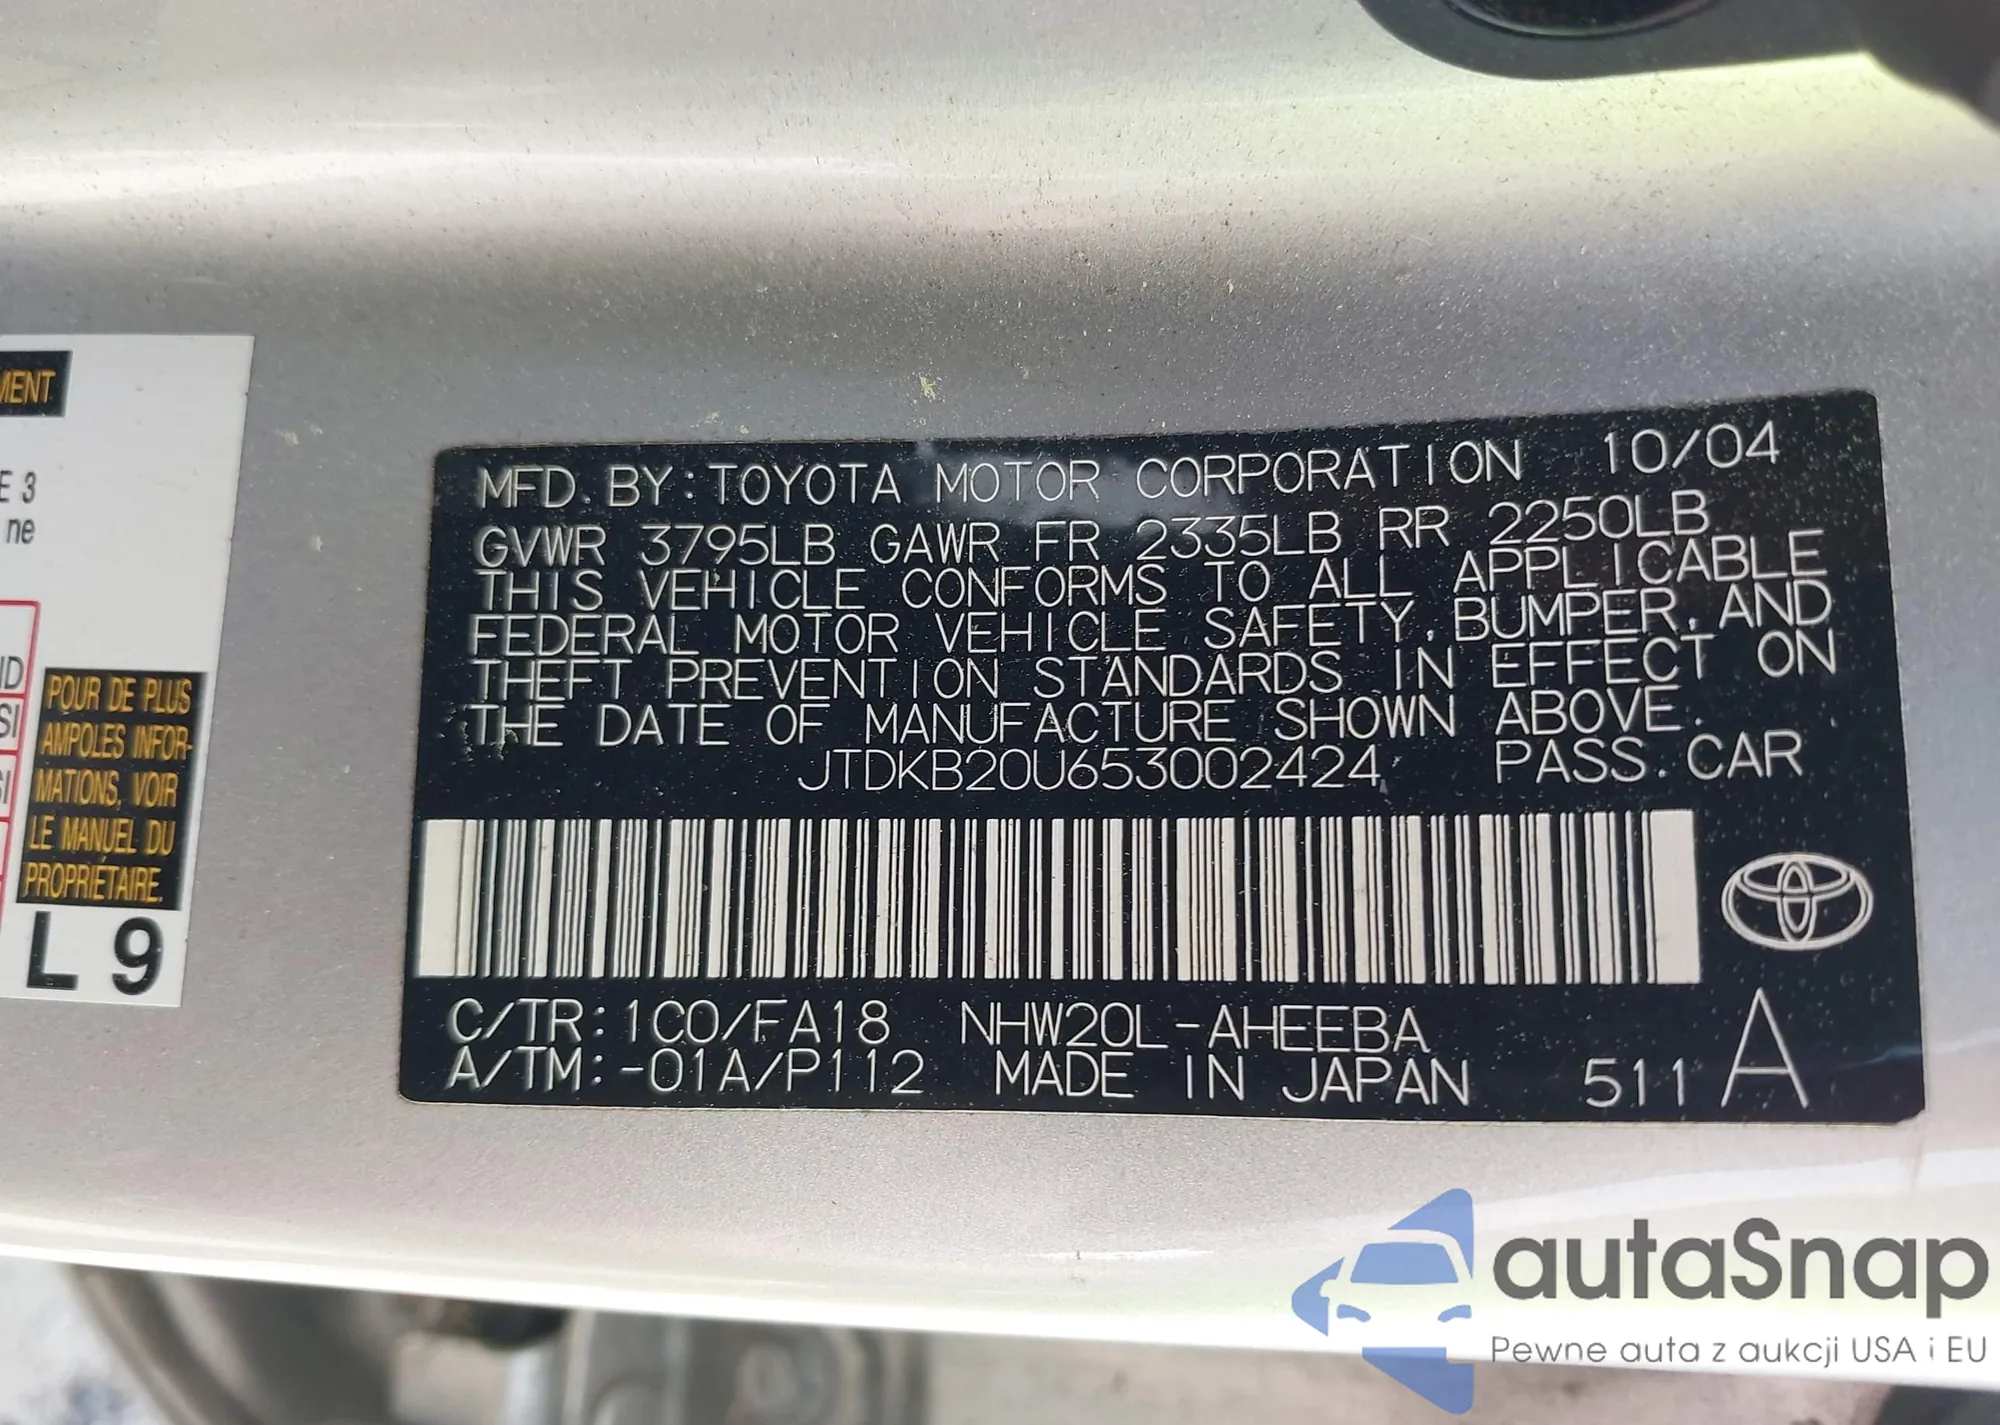 MENT
E 3
ne
ID
SI
SI
POUR DE PLUS
AMPOLES INFOR-
MATIONS, VOIR
LE MANUEL DU
PROPRIÉTAIRE.
L 9
MFD. BY: TOYOTA MOTOR CORPORATION 10/04
GVWR 3795LB GAWR FR 2335LB RR 2250LB
THIS VEHICLE CONFORMS TO ALL APPLICABLE
FEDERAL MOTOR VEHICLE SAFETY, BUMPER, AND
THEFT PREVENTION STANDARDS IN EFFECT ON
THE DATE OF MANUFACTURE SHOWN ABOVE.
JTDKB20U653002424 PASS. CAR
C/TR: 1C0/FA18 NHW20L-AHEEBA
A/TM: -01A/P112 MADE IN JAPAN 511 A
autaSnap
Pewne auta z aukcji USA i EU